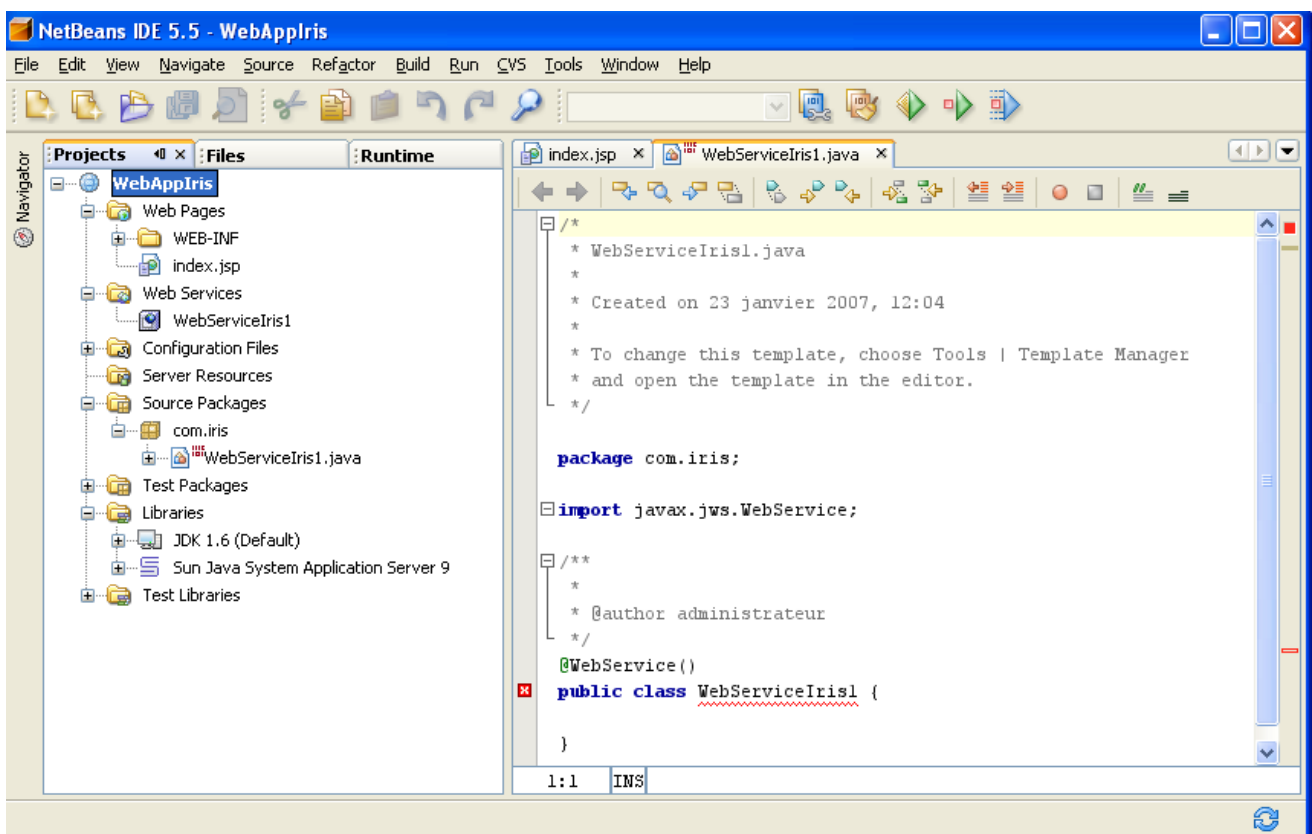 NetBeans IDE 5.5 - WebAppIris
File Edit View Navigate Source Refactor Build Run CVS Tools Window Help
Navigator
Projects Files Runtime
WebAppIris
Web Pages
WEB-INF
index.jsp
Web Services
WebServiceIris1
Configuration Files
Server Resources
Source Packages
com.iris
WebServiceIris1.java
Test Packages
Libraries
JDK 1.6 (Default)
Sun Java System Application Server 9
Test Libraries
index.jsp WebServiceIris1.java
/*
* WebServiceIris1.java
*
* Created on 23 janvier 2007, 12:04
*
* To change this template, choose Tools | Template Manager
* and open the template in the editor.
*/
package com.iris;
import javax.jws.WebService;
/**
*
* @author administrateur
*/
@WebService()
public class WebServiceIris1 {
}
1:1 INS